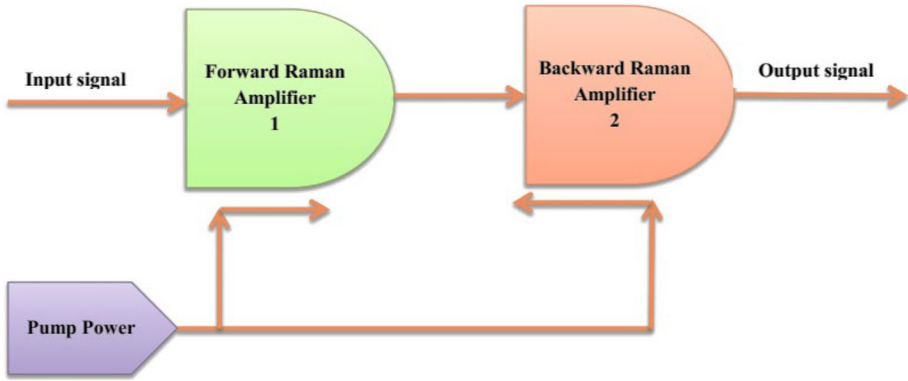 Input signal
Forward Raman
Amplifier
1
Backward Raman
Amplifier
2
Output signal
Pump Power